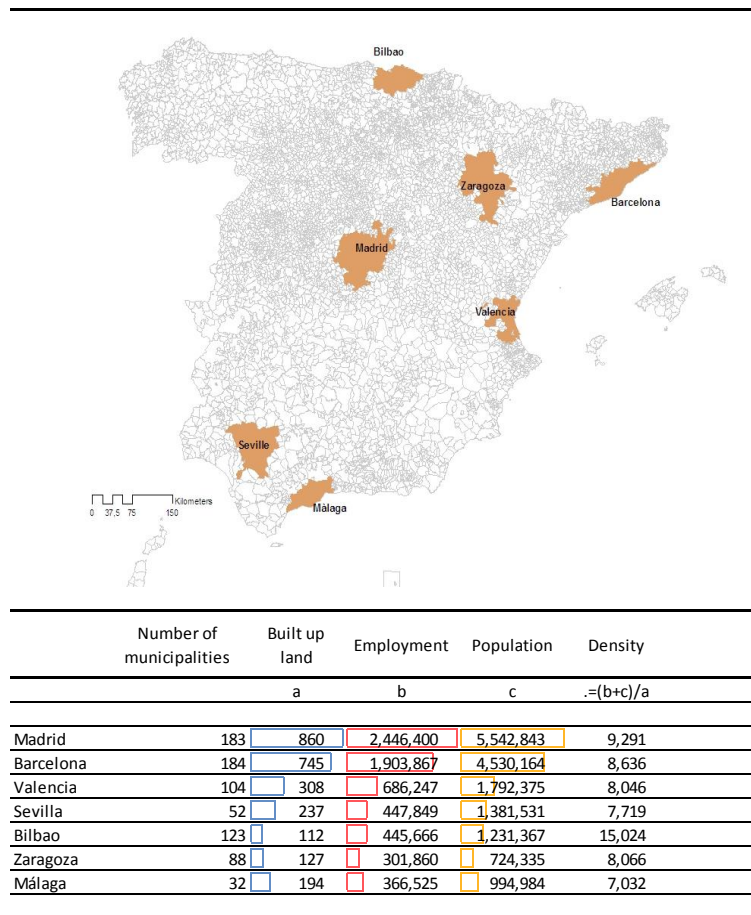 Bilbao
Zaragoza
Barcelona
Madrid
Valencia
Seville
Málaga
Kilometers
0 37,5 75 150
Number of municipalities Built up land Employment Population Density
a b c .=(b+c)/a
Madrid 183 860 2,446,400 5,542,843 9,291
Barcelona 184 745 1,903,867 4,530,164 8,636
Valencia 104 308 686,247 1,792,375 8,046
Sevilla 52 237 447,849 1,381,531 7,719
Bilbao 123 112 445,666 1,231,367 15,024
Zaragoza 88 127 301,860 724,335 8,066
Málaga 32 194 366,525 994,984 7,032